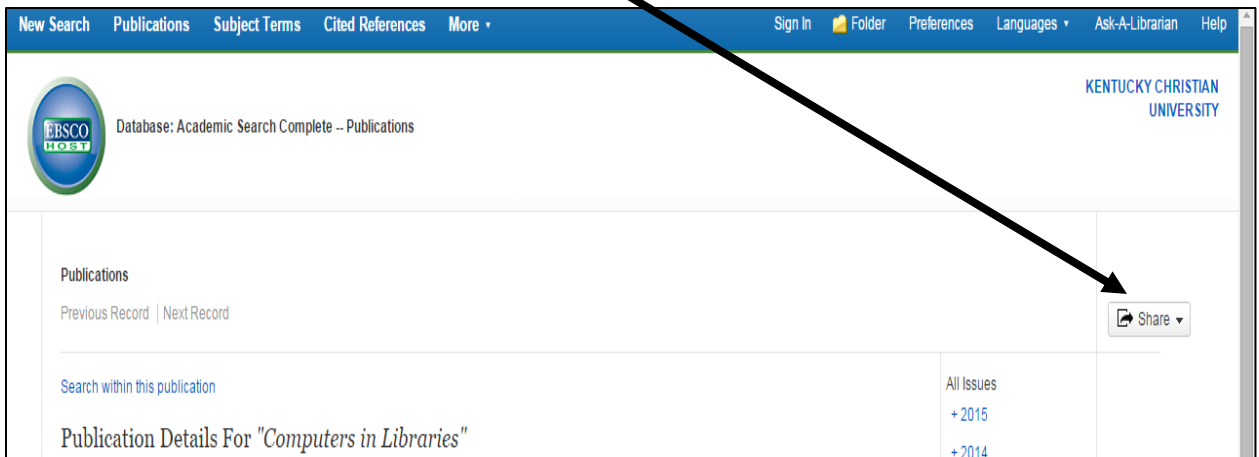 New Search Publications Subject Terms Cited References More Sign In Folder Preferences Languages Ask-A-Librarian Help
KENTUCKY CHRISTIAN
UNIVERSITY
EBSCO
HOST
Database: Academic Search Complete -- Publications
Publications
Previous Record | Next Record
Share
Search within this publication
All Issues
+ 2015
Publication Details For "Computers in Libraries"
+ 2014